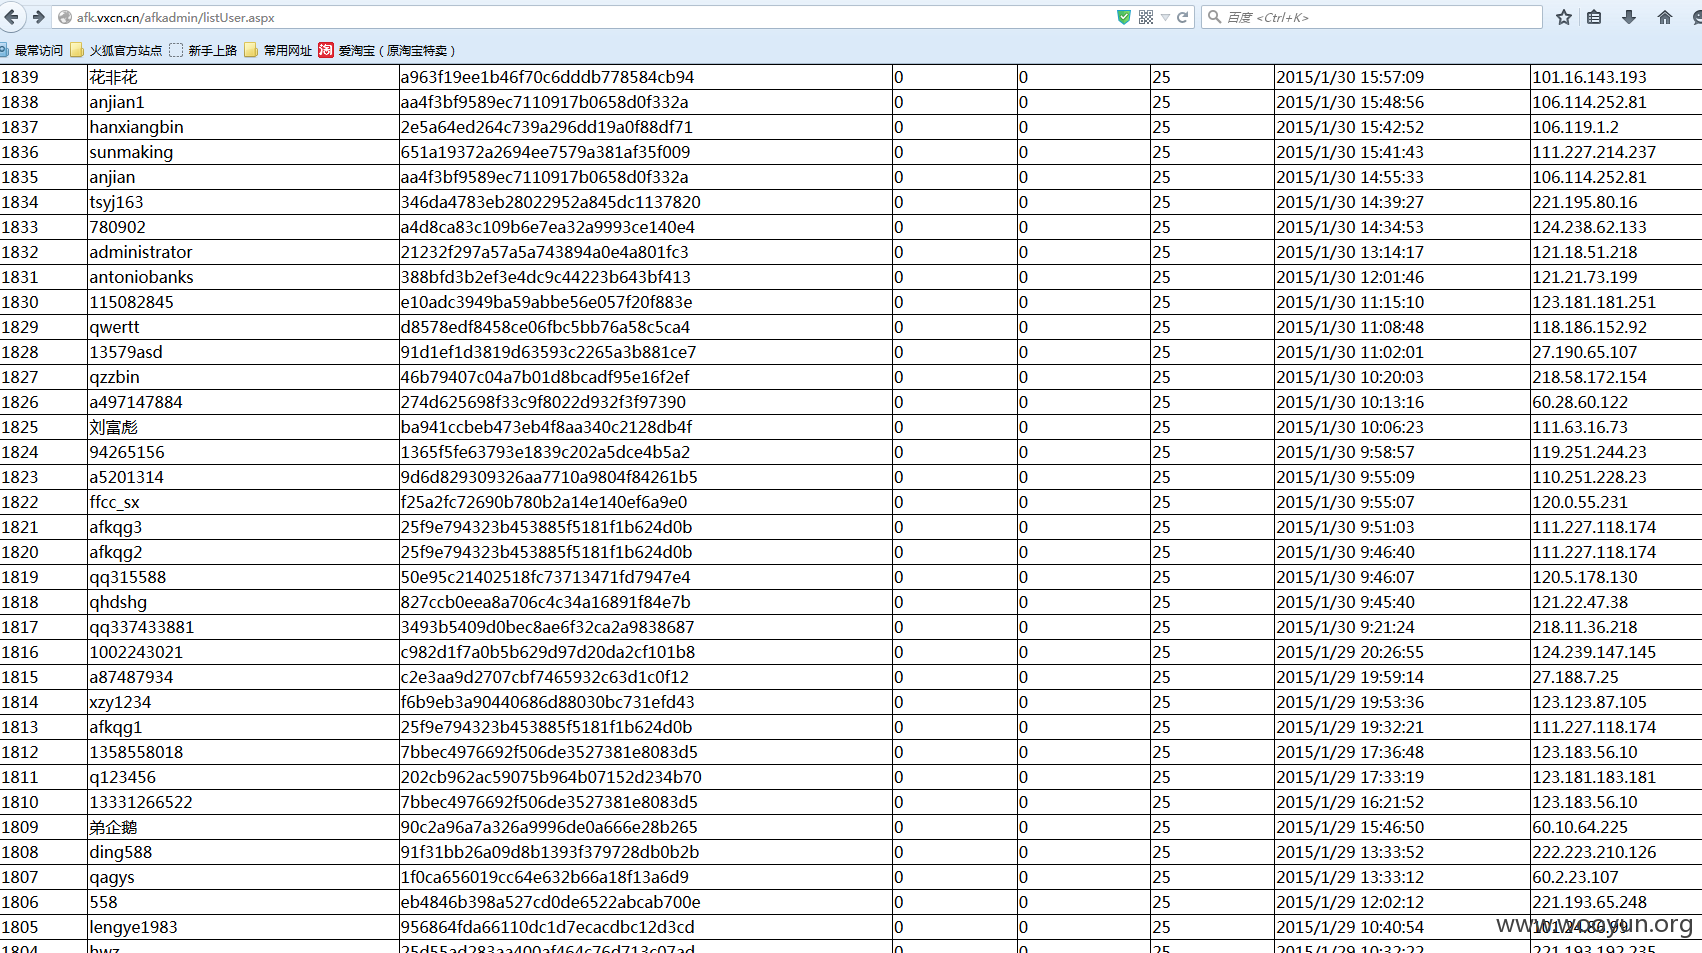 afk.vxcn.cn/afkadmin/listUser.aspx 百度 <Ctrl+K>
最常访问 火狐官方站点 新手上路 常用网址 淘 爱淘宝（原淘宝特卖）
1839 花非花 a963f19ee1b46f70c6dddb778584cb94 0 0 25 2015/1/30 15:57:09 101.16.143.193
1838 anjian1 aa4f3bf9589ec7110917b0658d0f332a 0 0 25 2015/1/30 15:48:56 106.114.252.81
1837 hanxiangbin 2e5a64ed264c739a296dd19a0f88df71 0 0 25 2015/1/30 15:42:52 106.119.1.2
1836 sunmaking 651a19372a2694ee7579a381af35f009 0 0 25 2015/1/30 15:41:43 111.227.214.237
1835 anjian aa4f3bf9589ec7110917b0658d0f332a 0 0 25 2015/1/30 14:55:33 106.114.252.81
1834 tsyj163 346da4783eb28022952a845dc1137820 0 0 25 2015/1/30 14:39:27 221.195.80.16
1833 780902 a4d8ca83c109b6e7ea32a9993ce140e4 0 0 25 2015/1/30 14:34:53 124.238.62.133
1832 administrator 21232f297a57a5a743894a0e4a801fc3 0 0 25 2015/1/30 13:14:17 121.18.51.218
1831 antoniobanks 388bfd3b2ef3e4dc9c44223b643bf413 0 0 25 2015/1/30 12:01:46 121.21.73.199
1830 115082845 e10adc3949ba59abbe56e057f20f883e 0 0 25 2015/1/30 11:15:10 123.181.181.251
1829 qwertt d8578edf8458ce06fbc5bb76a58c5ca4 0 0 25 2015/1/30 11:08:48 118.186.152.92
1828 13579asd 91d1ef1d3819d63593c2265a3b881ce7 0 0 25 2015/1/30 11:02:01 27.190.65.107
1827 qzzbin 46b79407c04a7b01d8bcadf95e16f2ef 0 0 25 2015/1/30 10:20:03 218.58.172.154
1826 a497147884 274d625698f33c9f8022d932f3f97390 0 0 25 2015/1/30 10:13:16 60.28.60.122
1825 刘富彪 ba941ccbeb473eb4f8aa340c2128db4f 0 0 25 2015/1/30 10:06:23 111.63.16.73
1824 94265156 1365f5fe63793e1839c202a5dce4b5a2 0 0 25 2015/1/30 9:58:57 119.251.244.23
1823 a5201314 9d6d829309326aa7710a9804f84261b5 0 0 25 2015/1/30 9:55:09 110.251.228.23
1822 ffcc_sx f25a2fc72690b780b2a14e140ef6a9e0 0 0 25 2015/1/30 9:55:07 120.0.55.231
1821 afkqg3 25f9e794323b453885f5181f1b624d0b 0 0 25 2015/1/30 9:51:03 111.227.118.174
1820 afkqg2 25f9e794323b453885f5181f1b624d0b 0 0 25 2015/1/30 9:46:40 111.227.118.174
1819 qq315588 50e95c21402518fc73713471fd7947e4 0 0 25 2015/1/30 9:46:07 120.5.178.130
1818 qhdshg 827ccb0eea8a706c4c34a16891f84e7b 0 0 25 2015/1/30 9:45:40 121.22.47.38
1817 qq337433881 3493b5409d0bec8ae6f32ca2a9838687 0 0 25 2015/1/30 9:21:24 218.11.36.218
1816 1002243021 c982d1f7a0b5b629d97d20da2cf101b8 0 0 25 2015/1/29 20:26:55 124.239.147.145
1815 a87487934 c2e3aa9d2707cbf7465932c63d1c0f12 0 0 25 2015/1/29 19:59:14 27.188.7.25
1814 xzy1234 f6b9eb3a90440686d88030bc731efd43 0 0 25 2015/1/29 19:53:36 123.123.87.105
1813 afkqg1 25f9e794323b453885f5181f1b624d0b 0 0 25 2015/1/29 19:32:21 111.227.118.174
1812 1358558018 7bbec4976692f506de3527381e8083d5 0 0 25 2015/1/29 17:36:48 123.183.56.10
1811 q123456 202cb962ac59075b964b07152d234b70 0 0 25 2015/1/29 17:33:19 123.181.183.181
1810 13331266522 7bbec4976692f506de3527381e8083d5 0 0 25 2015/1/29 16:21:52 123.183.56.10
1809 弟企鹅 90c2a96a7a326a9996de0a666e28b265 0 0 25 2015/1/29 15:46:50 60.10.64.225
1808 ding588 91f31bb26a09d8b1393f379728db0b2b 0 0 25 2015/1/29 13:33:52 222.223.210.126
1807 qagys 1f0ca656019cc64e632b66a18f13a6d9 0 0 25 2015/1/29 13:33:12 60.2.23.107
1806 558 eb4846b398a527cd0de6522abcab700e 0 0 25 2015/1/29 12:02:12 221.193.65.248
1805 lengye1983 956864fda66110dc1d7ecacdbc12d3cd 0 0 25 2015/1/29 10:40:54 101.24.86.99
www.wooyun.org
1804 hwz 25d55ad283aa400af464c76d713c07ad 0 0 25 2015/1/29 10:32:22 221.193.192.235